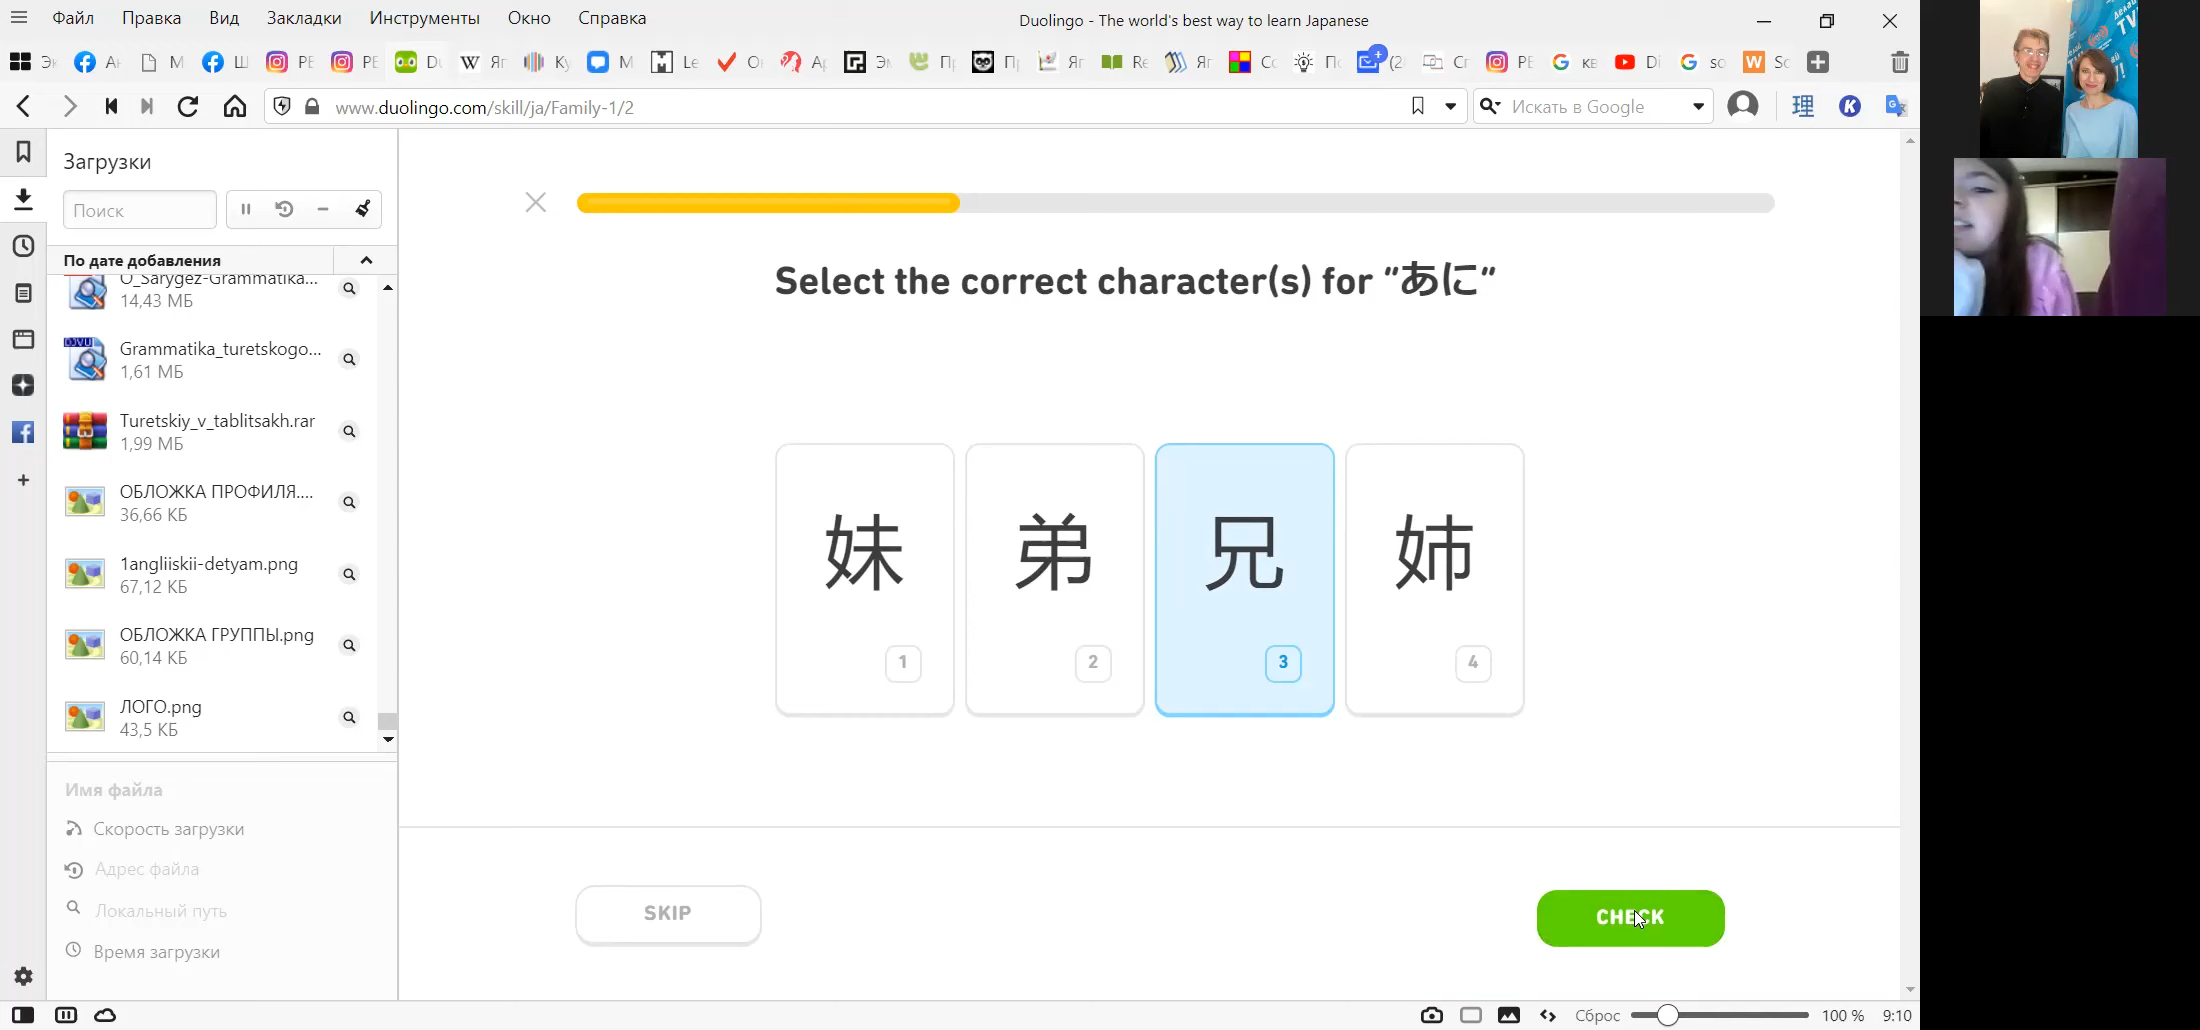 Файл Правка Вид Закладки Инструменты Окно Справка
Duolingo - The world's best way to learn Japanese
www.duolingo.com/skill/ja/Family-1/2
Искать в Google
Загрузки
Поиск
По дате добавления
O_Sarygez-Grammatika...
14,43 МБ
Grammatika_turetskogo...
1,61 МБ
Turetskiy_v_tablitsakh.rar
1,99 МБ
ОБЛОЖКА ПРОФИЛЯ....
36,66 КБ
1angliiskii-detyam.png
67,12 КБ
ОБЛОЖКА ГРУППЫ.png
60,14 КБ
ЛОГО.png
43,5 КБ
Имя файла
Скорость загрузки
Адрес файла
Локальный путь
Время загрузки
Select the correct character(s) for “あに”
妹 弟 兄 姉
1 2 3 4
SKIP
CHECK
Сброс 100 % 9:10